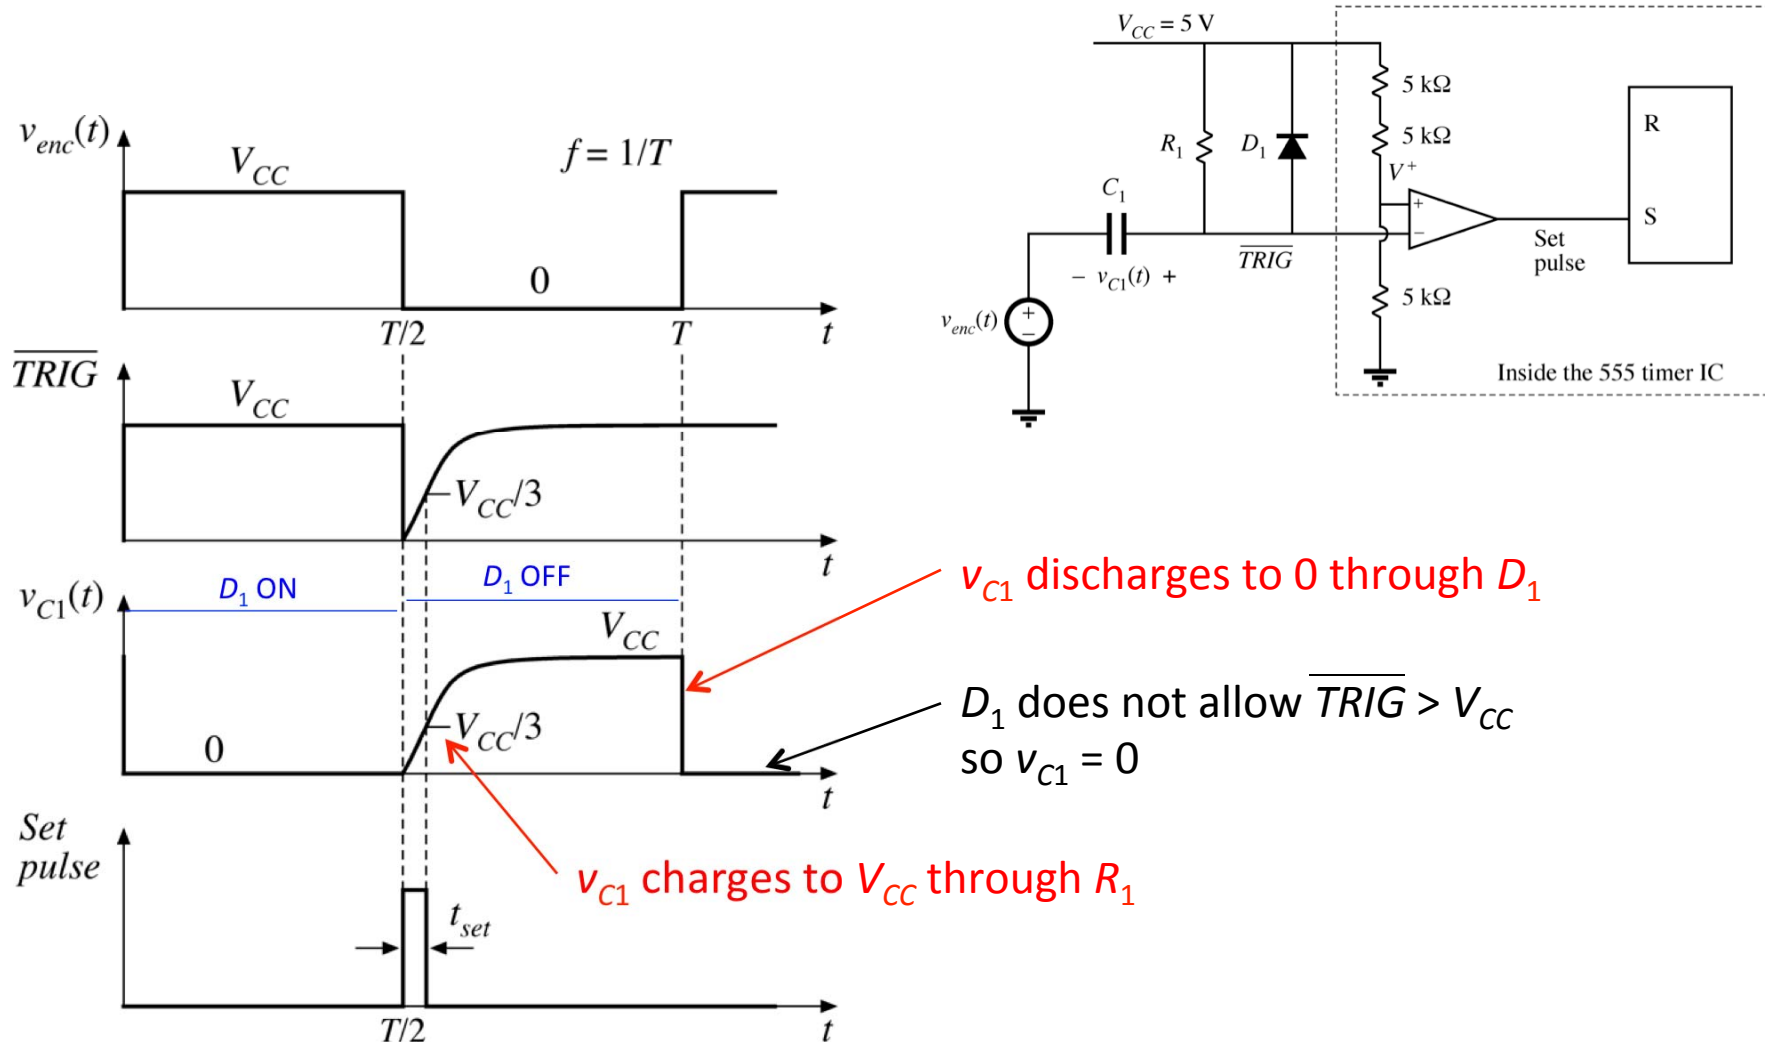 v_enc(t)
V_CC
f = 1/T
0
T/2
T
t
TRIG
V_CC
V_CC/3
t
v_C1(t)
D_1 ON
D_1 OFF
V_CC
V_CC/3
0
t
Set
pulse
t_set
T/2
t
V_CC = 5 V
R_1
D_1
C_1
− v_C1(t) +
TRIG
v_enc(t)
+
−
5 kΩ
5 kΩ
V^+
+
−
5 kΩ
Set
pulse
R
S
Inside the 555 timer IC
v_C1 discharges to 0 through D_1
D_1 does not allow TRIG > V_CC
so v_C1 = 0
v_C1 charges to V_CC through R_1